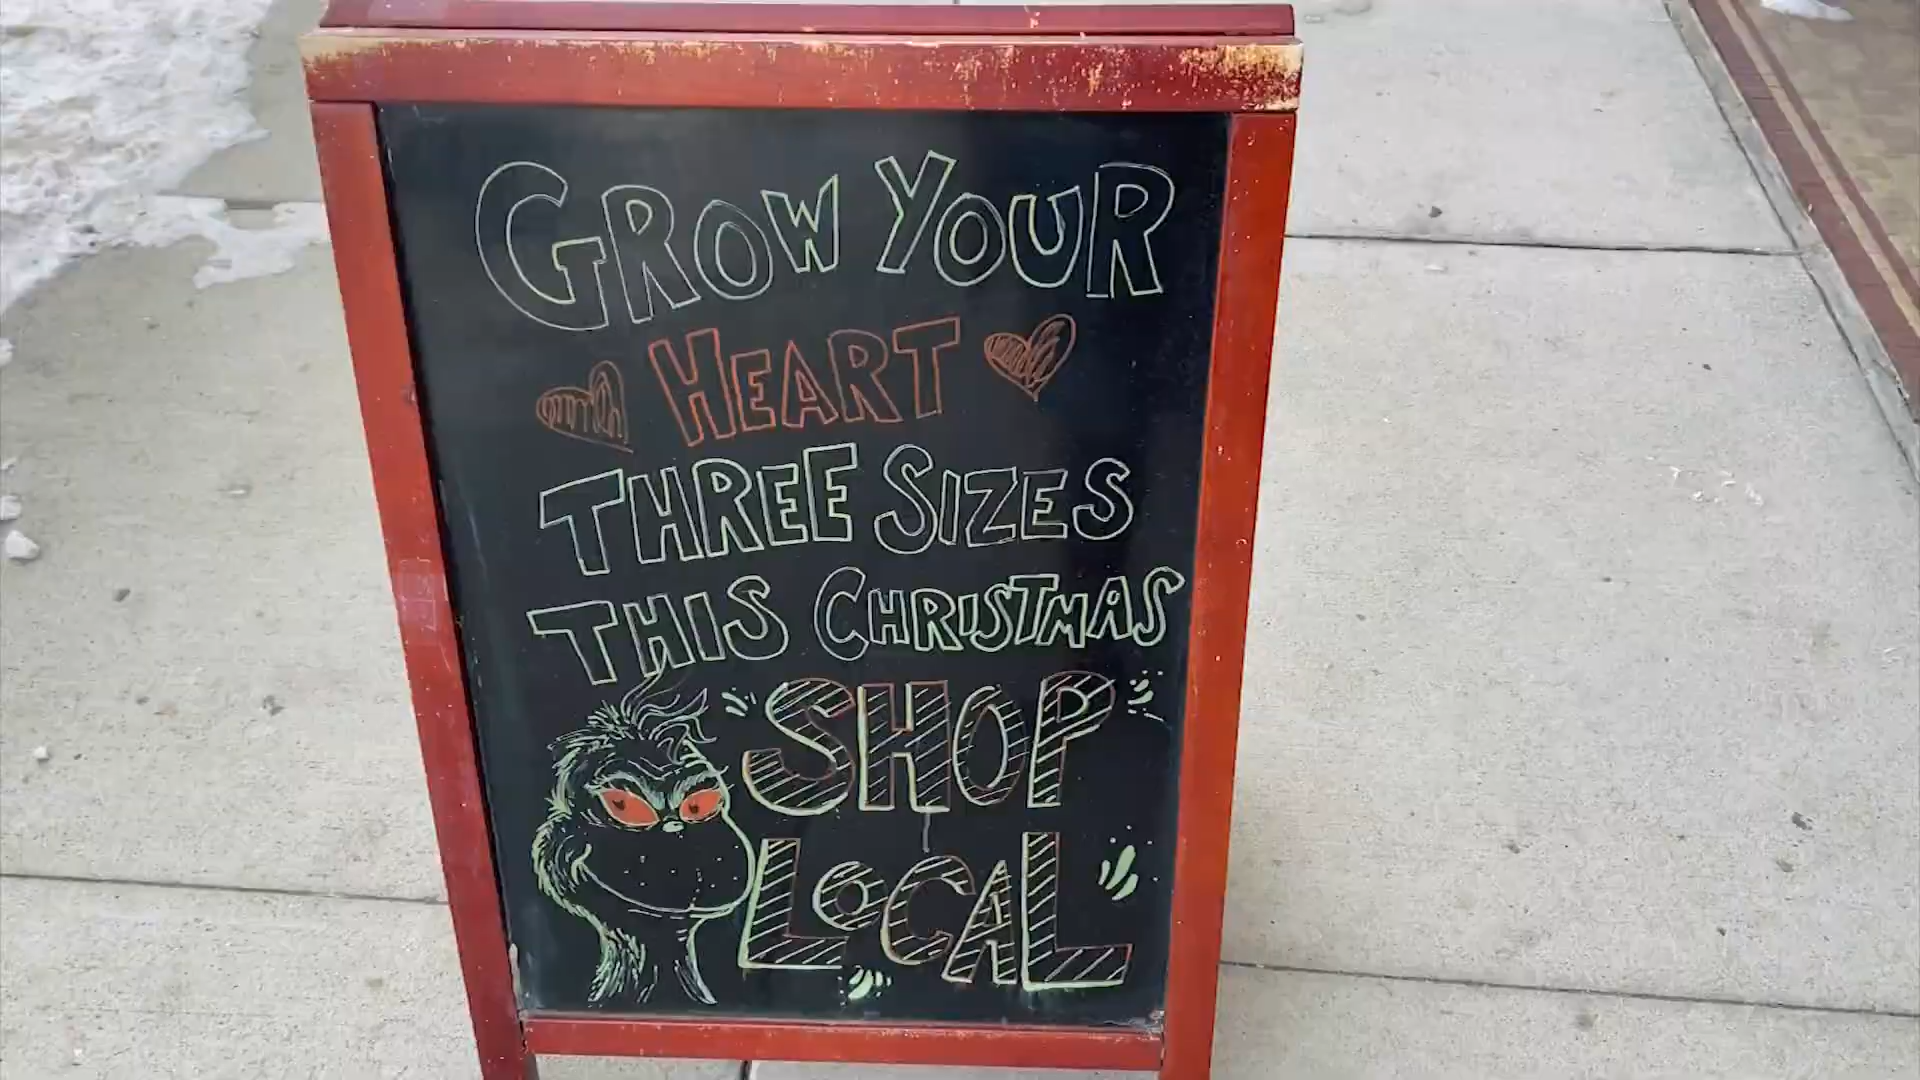 GROW YOUR
HEART
THREE SIZES
THIS CHRISTMAS
SHOP
LOCAL